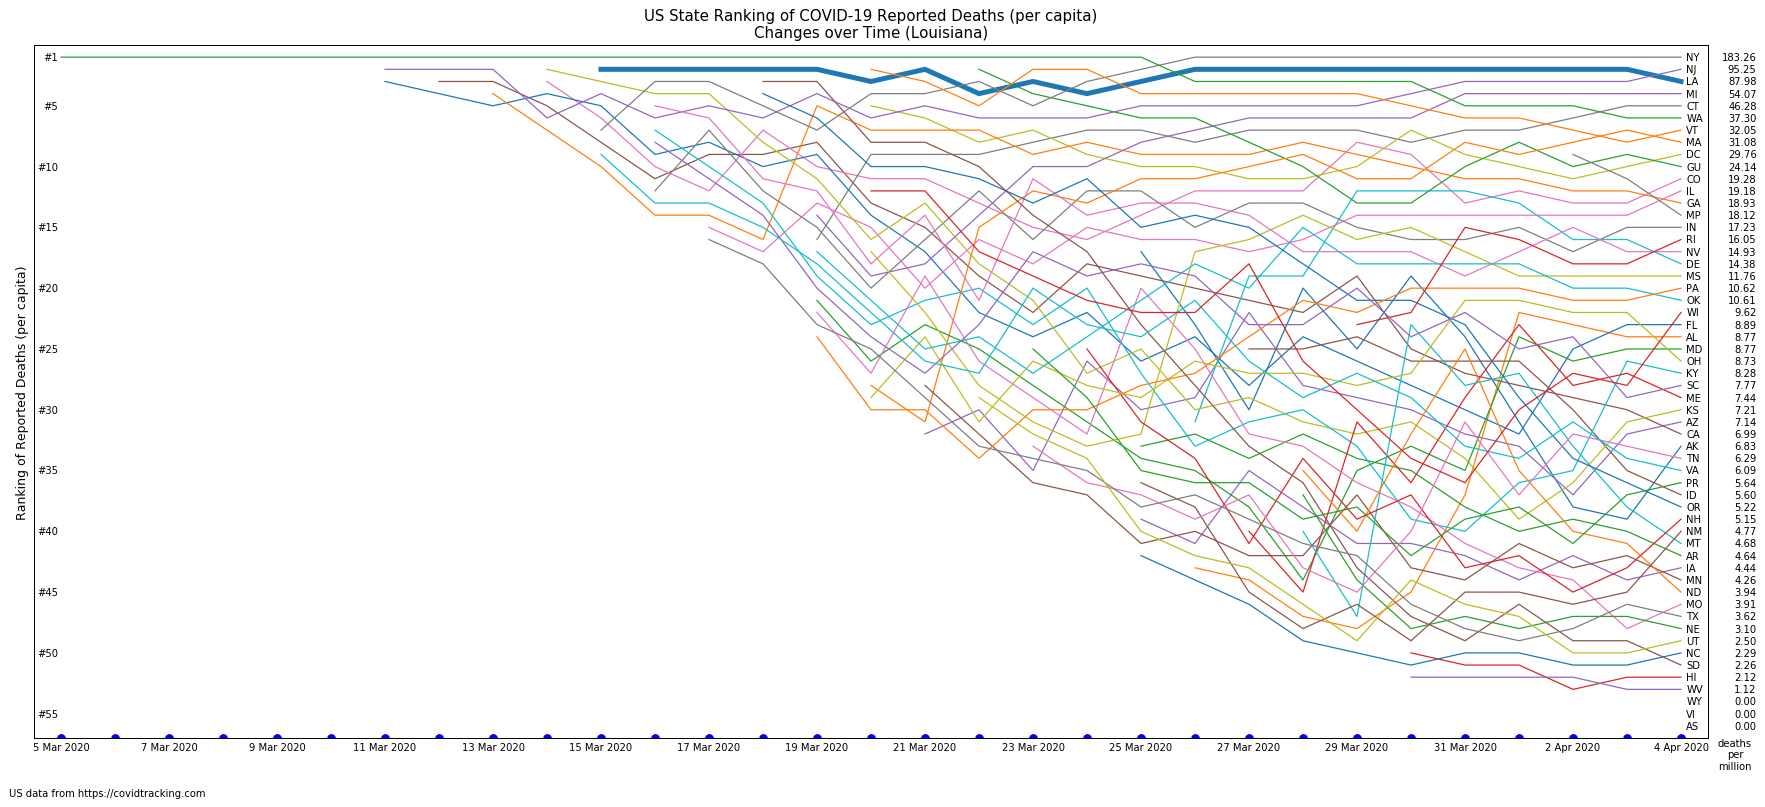 US State Ranking of COVID-19 Reported Deaths (per capita)
Changes over Time (Louisiana)
Ranking of Reported Deaths (per capita)
#1
#5
#10
#15
#20
#25
#30
#35
#40
#45
#50
#55
NY 183.26
NJ 95.25
LA 87.98
MI 54.07
CT 46.28
WA 37.30
VT 32.05
MA 31.08
DC 29.76
GU 24.14
CO 19.28
IL 19.18
GA 18.93
MP 18.12
IN 17.23
RI 16.05
NV 14.93
DE 14.38
MS 11.76
PA 10.62
OK 10.61
WI 9.62
FL 8.89
AL 8.77
MD 8.77
OH 8.73
KY 8.28
SC 7.77
ME 7.44
KS 7.21
AZ 7.14
CA 6.99
AK 6.83
TN 6.29
VA 6.09
PR 5.64
ID 5.60
OR 5.22
NH 5.15
NM 4.77
MT 4.68
AR 4.64
IA 4.44
MN 4.26
ND 3.94
MO 3.91
TX 3.62
NE 3.10
UT 2.50
NC 2.29
SD 2.26
HI 2.12
WV 1.12
WY 0.00
VI 0.00
AS 0.00
5 Mar 2020 7 Mar 2020 9 Mar 2020 11 Mar 2020 13 Mar 2020 15 Mar 2020 17 Mar 2020 19 Mar 2020 21 Mar 2020 23 Mar 2020 25 Mar 2020 27 Mar 2020 29 Mar 2020 31 Mar 2020 2 Apr 2020 4 Apr 2020
deaths
per
million
US data from https://covidtracking.com